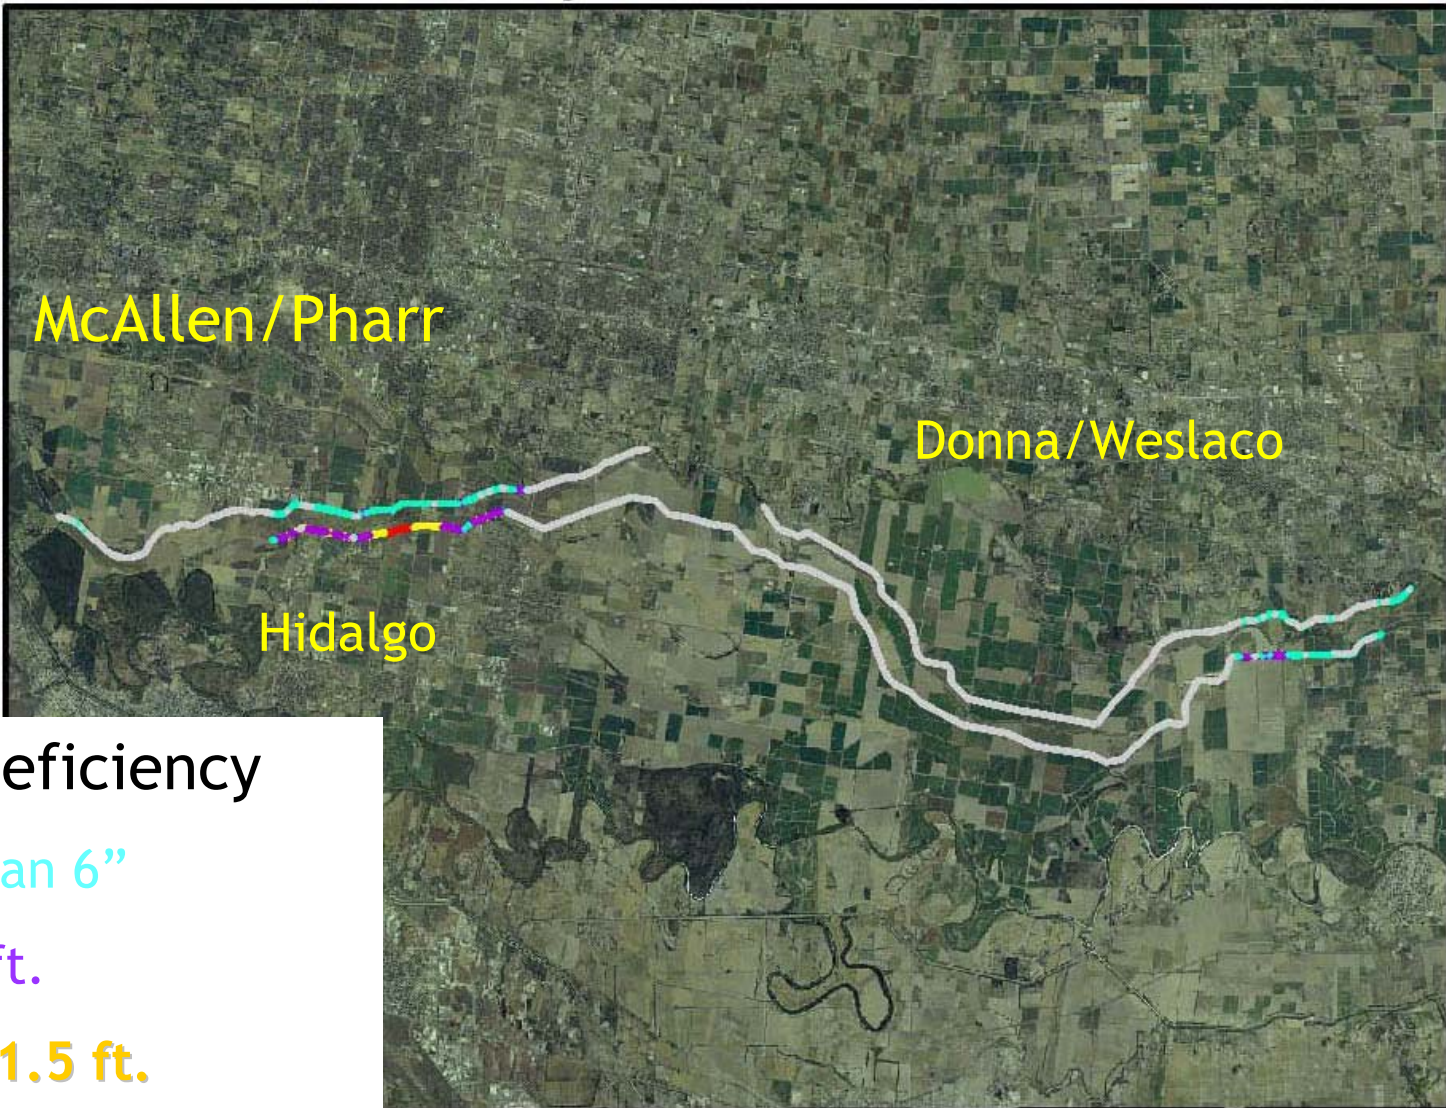 McAllen/Pharr
Donna/Weslaco
Hidalgo
eficiency
an 6”
ft.
1.5 ft.